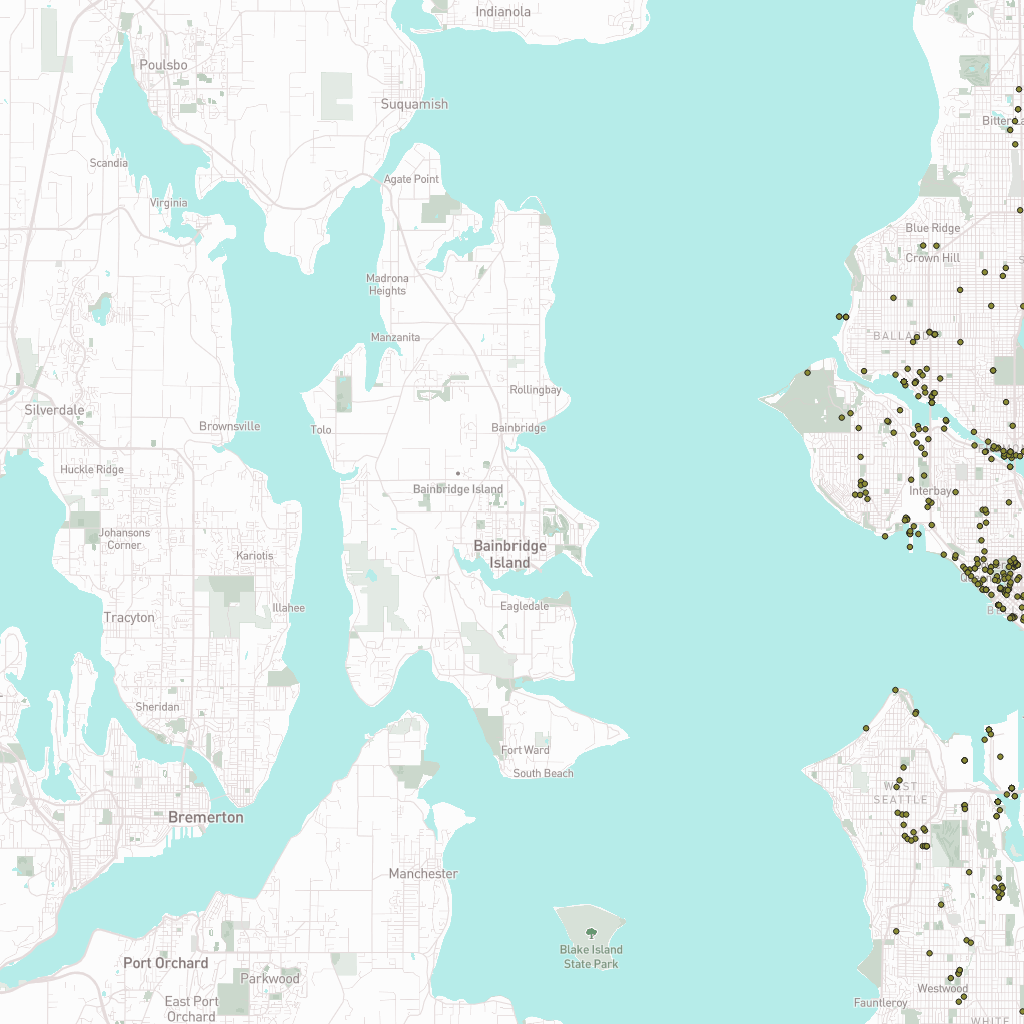 Indianola
Poulsbo
Suquamish
Scandia
Agate Point
Virginia
Blue Ridge
Crown Hill
Madrona
Heights
Manzanita
BALLARD
Rollingbay
Silverdale
Brownsville
Tolo
Bainbridge
Huckle Ridge
Bainbridge Island
Interbay
Johansons
Corner
Bainbridge
Island
Kariotis
Illahee
Eagledale
Tracyton
Sheridan
Fort Ward
South Beach
WEST
SEATTLE
Bremerton
Manchester
Blake Island
State Park
Port Orchard
Parkwood
Westwood
East Port
Orchard
Fauntleroy
WHITE